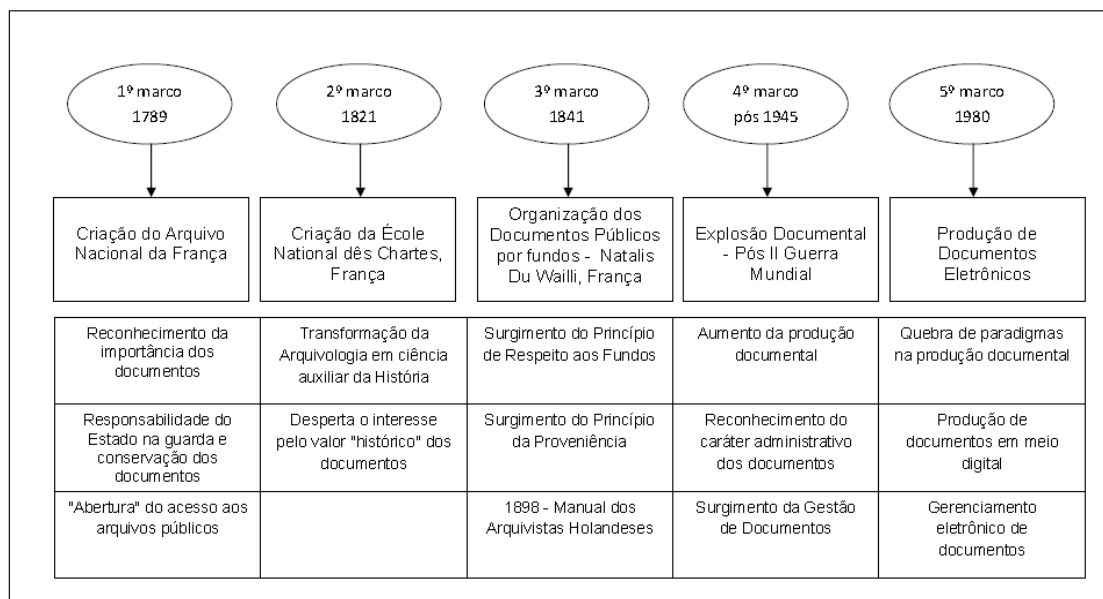 1º marco
1789
2º marco
1821
3º marco
1841
4º marco
pós 1945
5º marco
1980
Criação do Arquivo
Nacional da França
Criação da École
National dês Chartes,
França
Organização dos
Documentos Públicos
por fundos - Natalis
Du Wailli, França
Explosão Documental
- Pós II Guerra
Mundial
Produção de
Documentos
Eletrônicos
Reconhecimento da
importância dos
documentos
Transformação da
Arquivologia em ciência
auxiliar da História
Surgimento do Princípio
de Respeito aos Fundos
Aumento da produção
documental
Quebra de paradigmas
na produção documental
Responsabilidade do
Estado na guarda e
conservação dos
documentos
Desperta o interesse
pelo valor "histórico" dos
documentos
Surgimento do Princípio
da Proveniência
Reconhecimento do
caráter administrativo
dos documentos
Produção de
documentos em meio
digital
"Abertura" do acesso aos
arquivos públicos
1898 - Manual dos
Arquivistas Holandeses
Surgimento da Gestão
de Documentos
Gerenciamento
eletrônico de
documentos